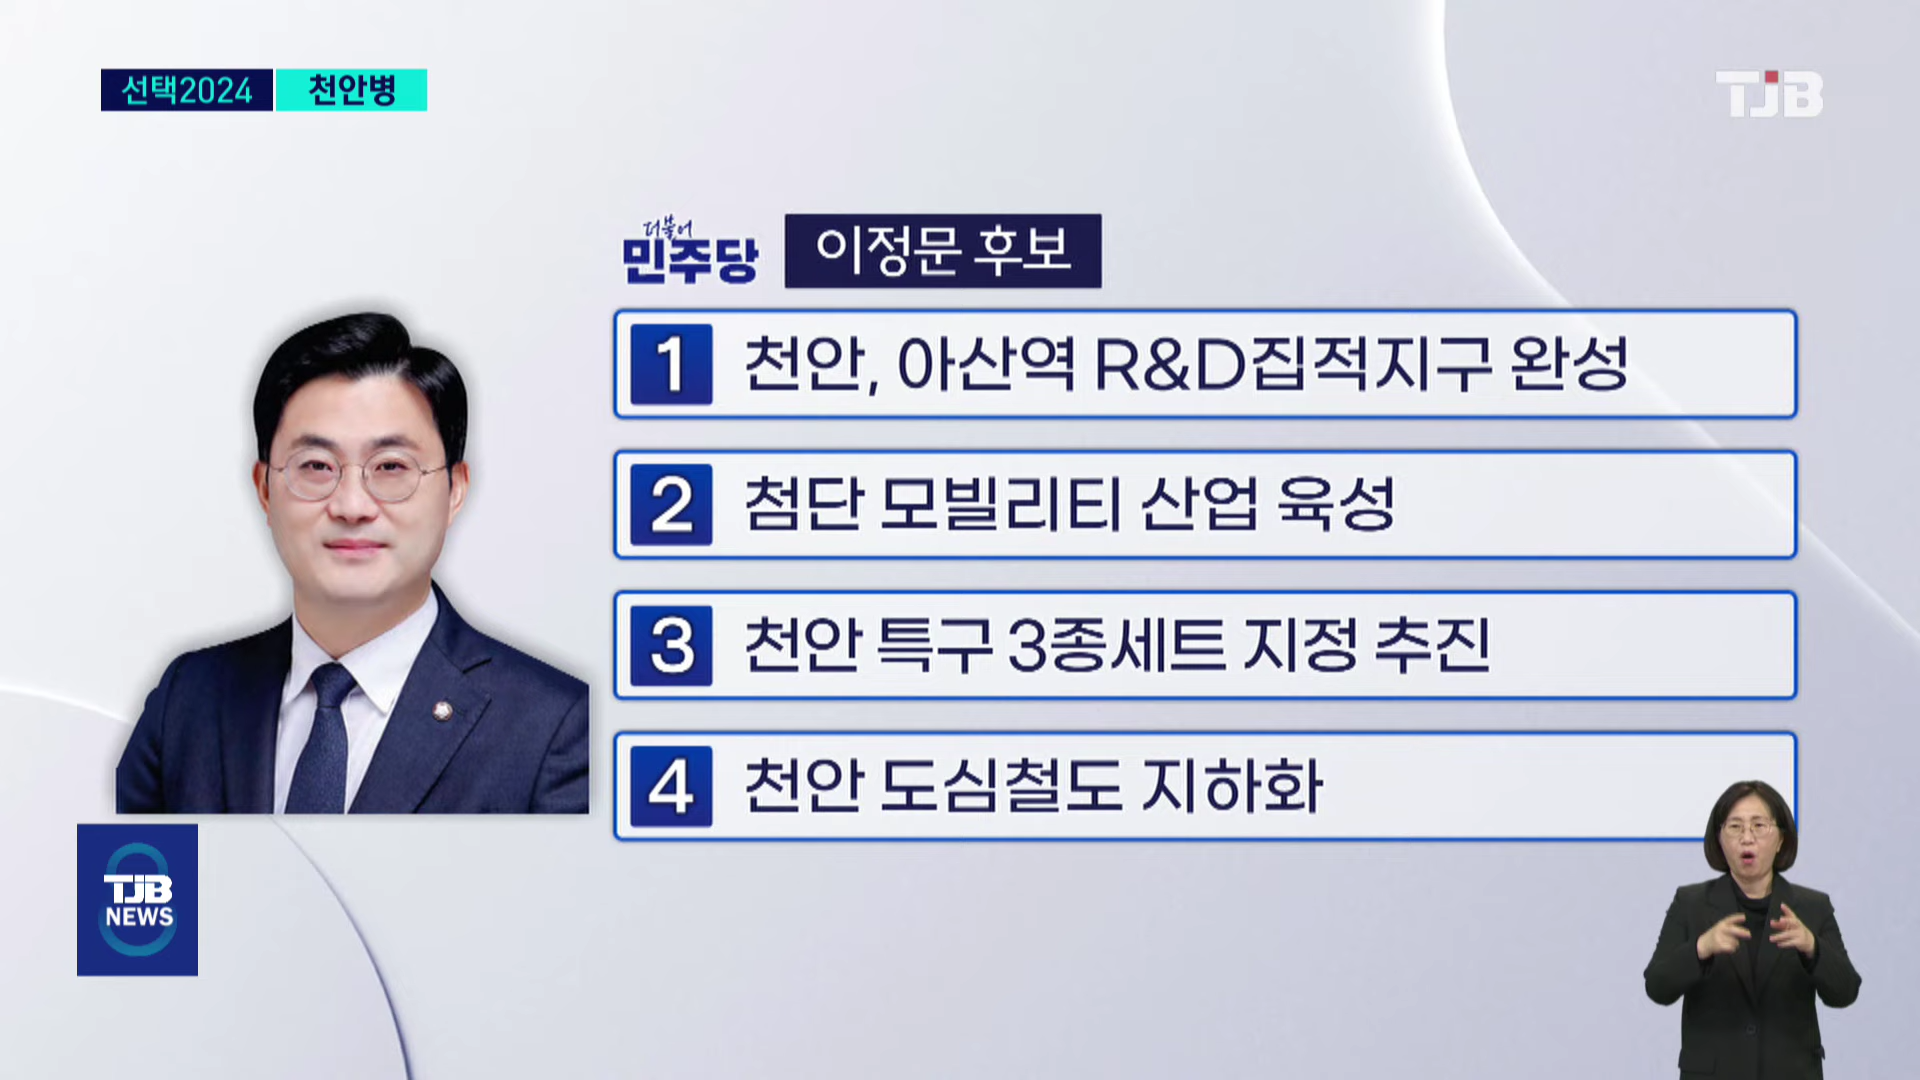 선택2024 천안병
TJB
더불어
민주당
이정문 후보
1 천안, 아산역 R&D집적지구 완성
2 첨단 모빌리티 산업 육성
3 천안 특구 3종세트 지정 추진
4 천안 도심철도 지하화
TJB
NEWS